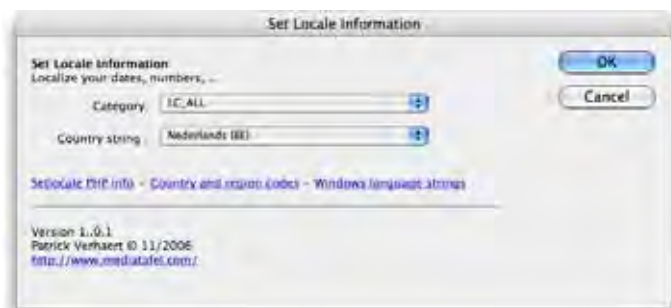 Set Locale Information
Set Locale Information
Localize your dates, numbers, ...
Category LC_ALL
Country string Nederlands (BE)
OK
Cancel
Setlocale PHP info - Country and region codes - Windows language strings
Version 1..0.1
Patrick Verhaert © 11/2006
http://www.mediatafel.com/